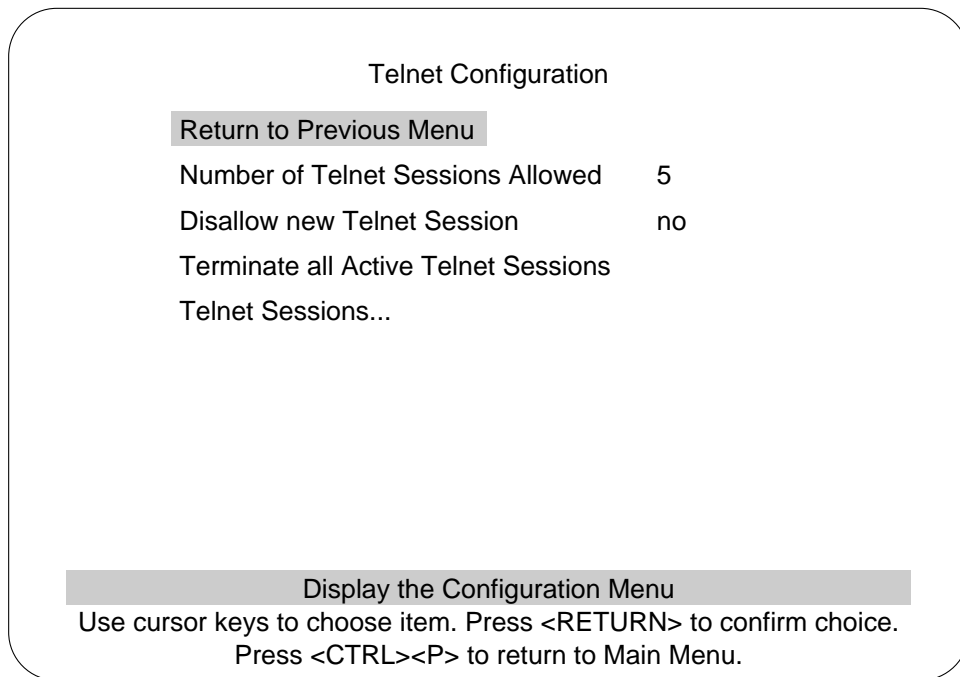 Telnet Configuration
Return to Previous Menu
Number of Telnet Sessions Allowed 5
Disallow new Telnet Session no
Terminate all Active Telnet Sessions
Telnet Sessions...
Display the Configuration Menu
Use cursor keys to choose item. Press <RETURN> to confirm choice.
Press <CTRL><P> to return to Main Menu.